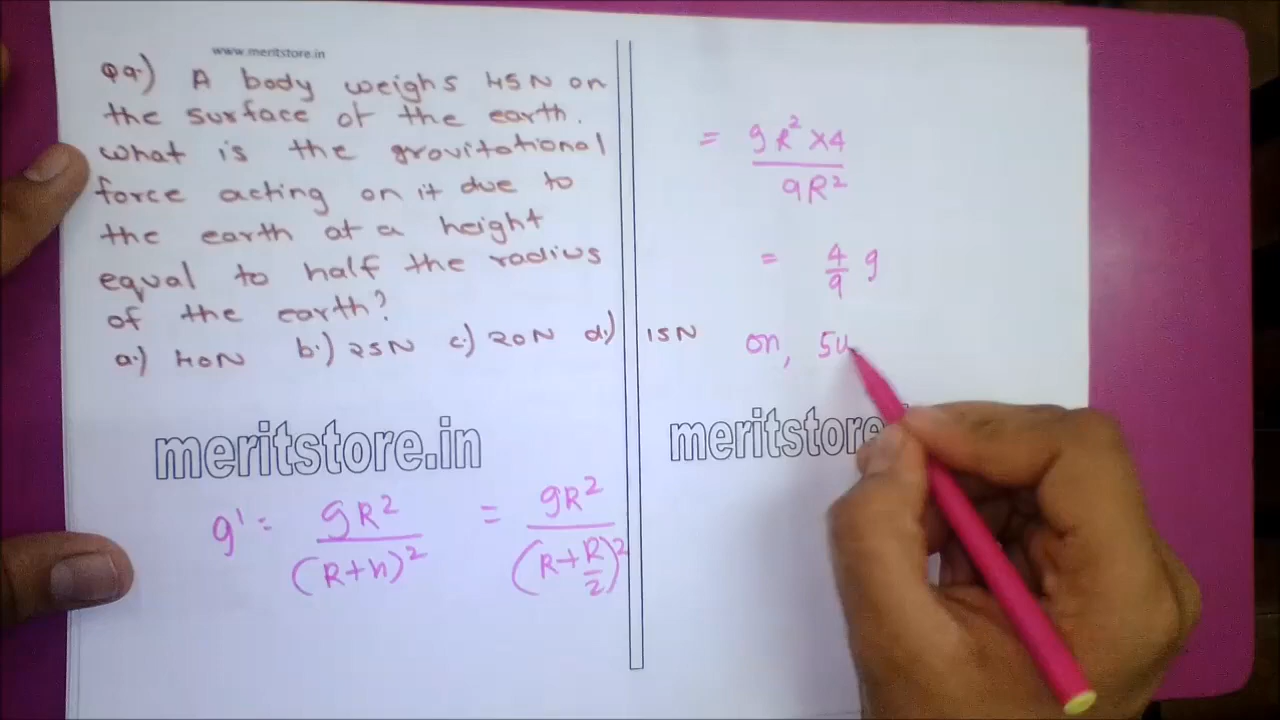 www.meritstore.in
Q9.) A body weighs 45N on
the surface of the earth.
What is the gravitational
force acting on it due to
the earth at a height
equal to half the radius
of the earth?
a.) 40N b.) 25N c.) 20N d.) 15N
meritstore.in
g' = gR² / (R+h)² = gR² / (R+R/2)²
= gR² ×4 / 9R²
= 4/9 g
on, su
meritstore